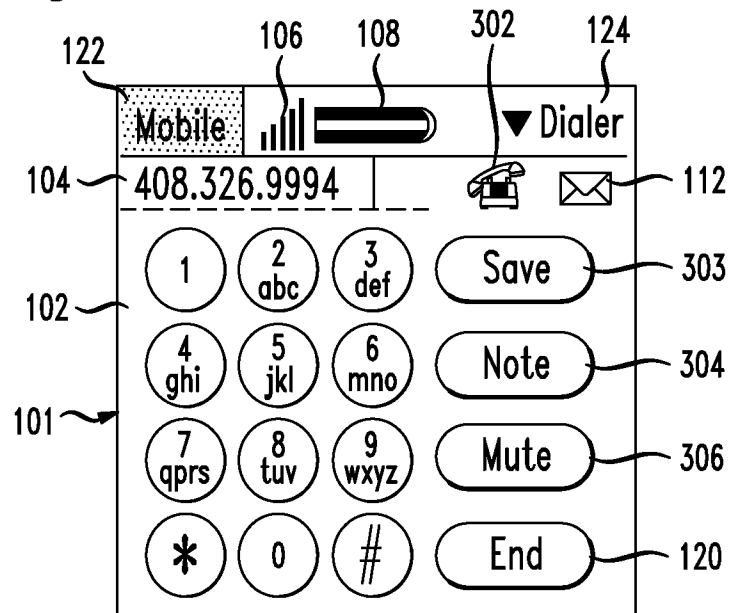 302
106 108 124
122
Mobile ▼ Dialer
104 408.326.9994 112
1 2 abc 3 def Save 303
102
4 ghi 5 jkl 6 mno Note 304
101
7 qprs 8 tuv 9 wxyz Mute 306
* 0 # End 120